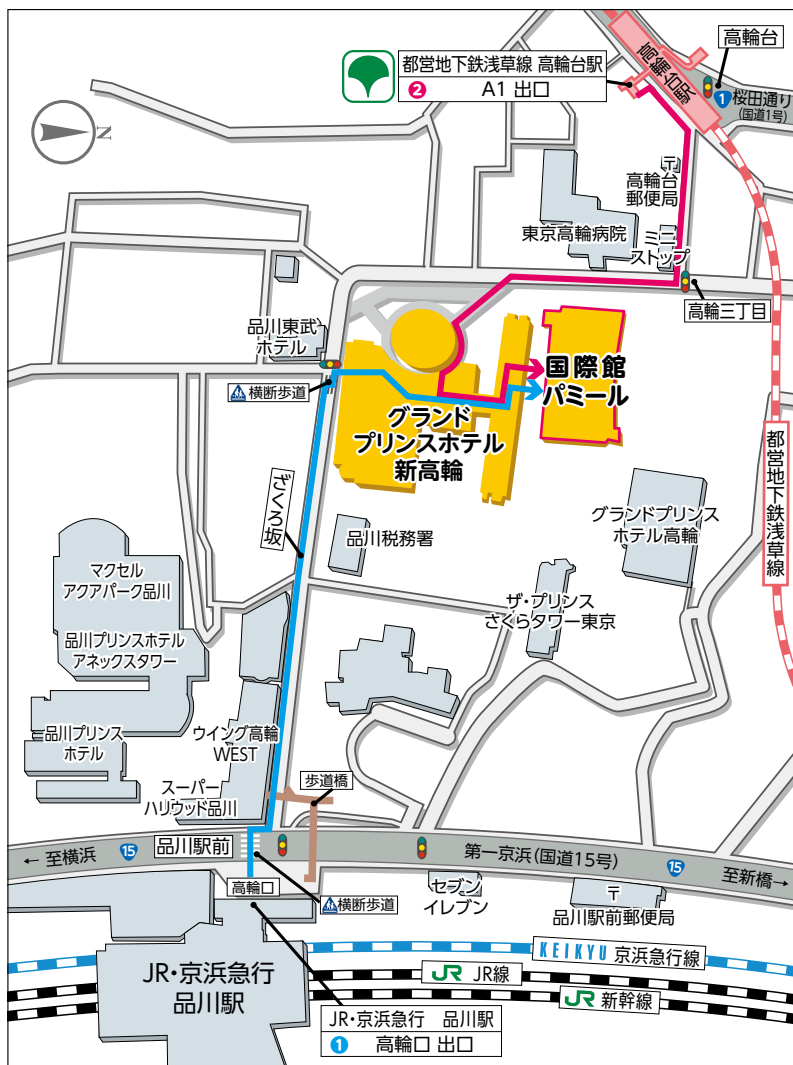 高輪台
都営地下鉄浅草線 高輪台駅
❷ A1 出口
高輪台駅
1
桜田通り
(国道1号)
N
〒
高輪台
郵便局
東京高輪病院
ミニ
ストップ
高輪三丁目
品川東武
ホテル
横断歩道
国際館
パミール
グランド
プリンスホテル
新高輪
ざくろ坂
品川税務署
グランドプリンス
ホテル高輪
都営地下鉄浅草線
マクセル
アクアパーク品川
ザ・プリンス
さくらタワー東京
品川プリンスホテル
アネックスタワー
品川プリンス
ホテル
ウイング高輪
WEST
スーパー
ハリウッド品川
歩道橋
← 至横浜
15
品川駅前
第一京浜(国道15号)
15
至新橋→
高輪口
横断歩道
セブン
イレブン
〒
品川駅前郵便局
KEIKYU 京浜急行線
JR・京浜急行
品川駅
JR JR線
JR 新幹線
JR・京浜急行 品川駅
❶ 高輪口 出口